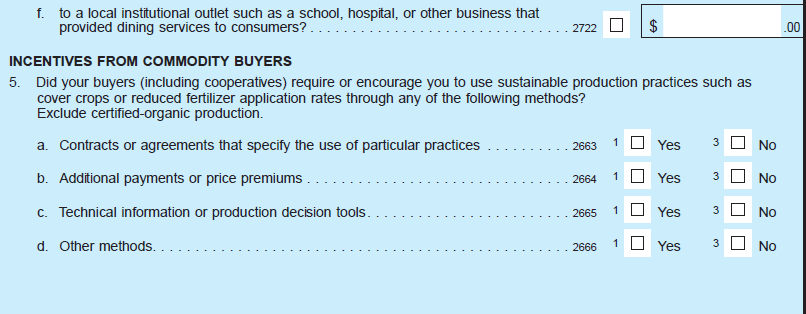 f. to a local institutional outlet such as a school, hospital, or other business that
provided dining services to consumers? . . . . . . . . . . . . . . . . . . . . . . . . . . . . . . . 2722 ☐ $ .00
INCENTIVES FROM COMMODITY BUYERS
5. Did your buyers (including cooperatives) require or encourage you to use sustainable production practices such as
cover crops or reduced fertilizer application rates through any of the following methods?
Exclude certified-organic production.
a. Contracts or agreements that specify the use of particular practices . . . . . . . . . . 2663 1 ☐ Yes 3 ☐ No
b. Additional payments or price premiums . . . . . . . . . . . . . . . . . . . . . . . . . . . . . . . 2664 1 ☐ Yes 3 ☐ No
c. Technical information or production decision tools. . . . . . . . . . . . . . . . . . . . . . . . 2665 1 ☐ Yes 3 ☐ No
d. Other methods. . . . . . . . . . . . . . . . . . . . . . . . . . . . . . . . . . . . . . . . . . . . . . . . . 2666 1 ☐ Yes 3 ☐ No